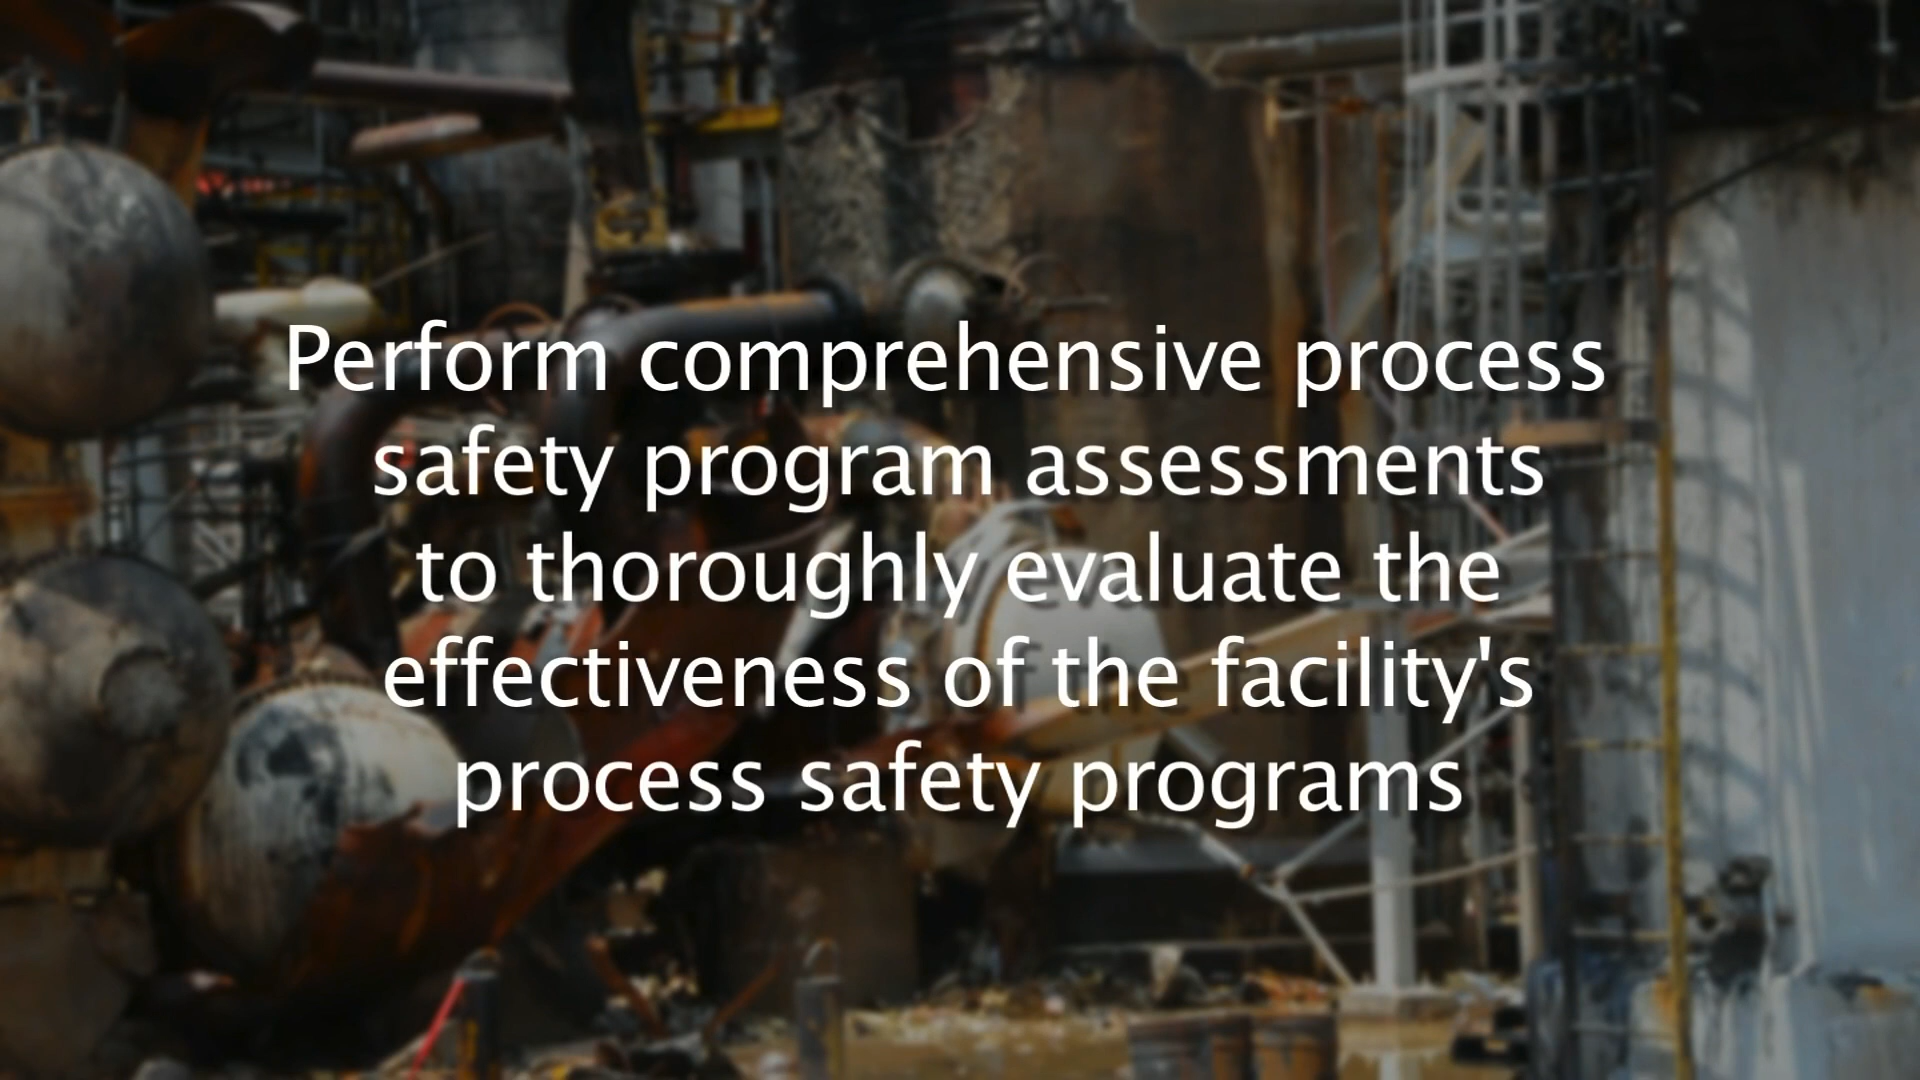 Perform comprehensive process
safety program assessments
to thoroughly evaluate the
effectiveness of the facility's
process safety programs